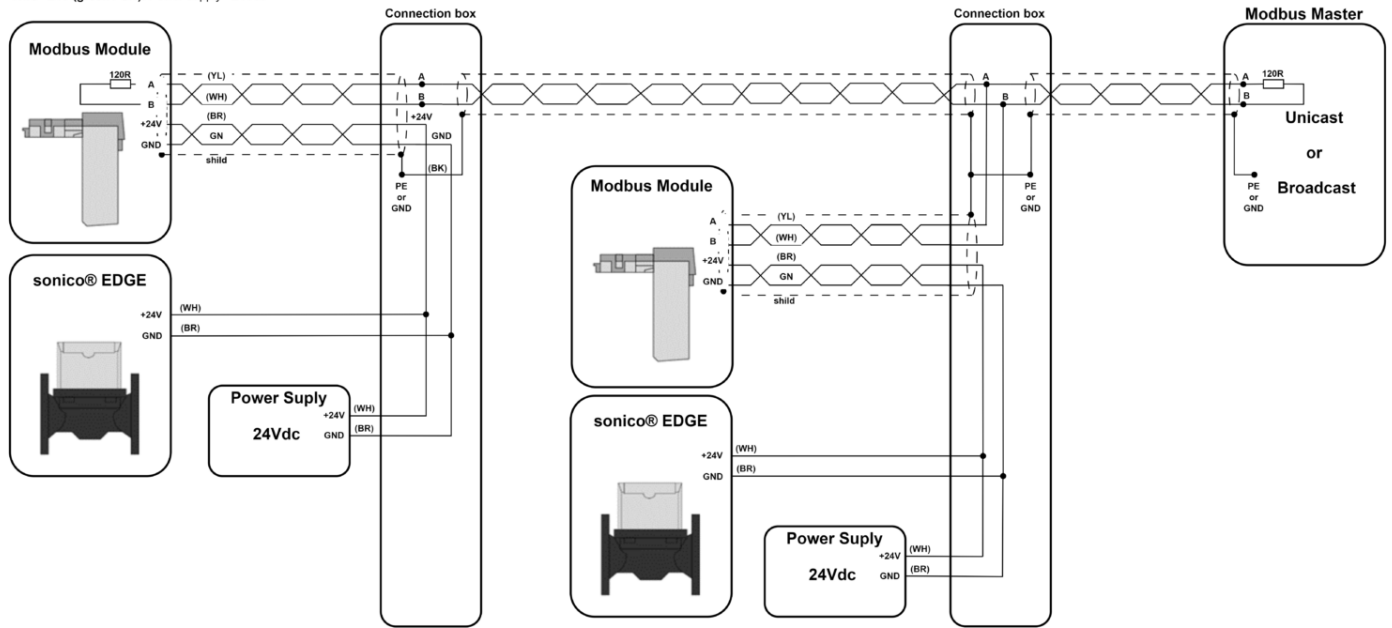 Connection box
Connection box
Modbus Master
Modbus Module
120R
A
(YL)
B
(WH)
+24V
(BR)
GND
GN
shild
A
B
+24V
GND
(BK)
PE
or
GND
A
B
PE
or
GND
A
120R
B
Unicast
or
Broadcast
PE
or
GND
Modbus Module
A
(YL)
B
(WH)
+24V
(BR)
GND
GN
shild
sonico® EDGE
+24V
(WH)
GND
(BR)
Power Suply
+24V
(WH)
24Vdc
GND
(BR)
sonico® EDGE
+24V
(WH)
GND
(BR)
Power Suply
+24V
(WH)
24Vdc
GND
(BR)